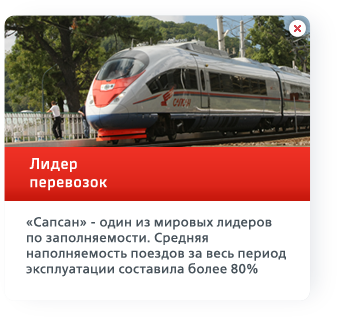 Лидер
перевозок
«Сапсан» - один из мировых лидеров
по заполняемости. Средняя
наполняемость поездов за весь период
эксплуатации составила более 80%